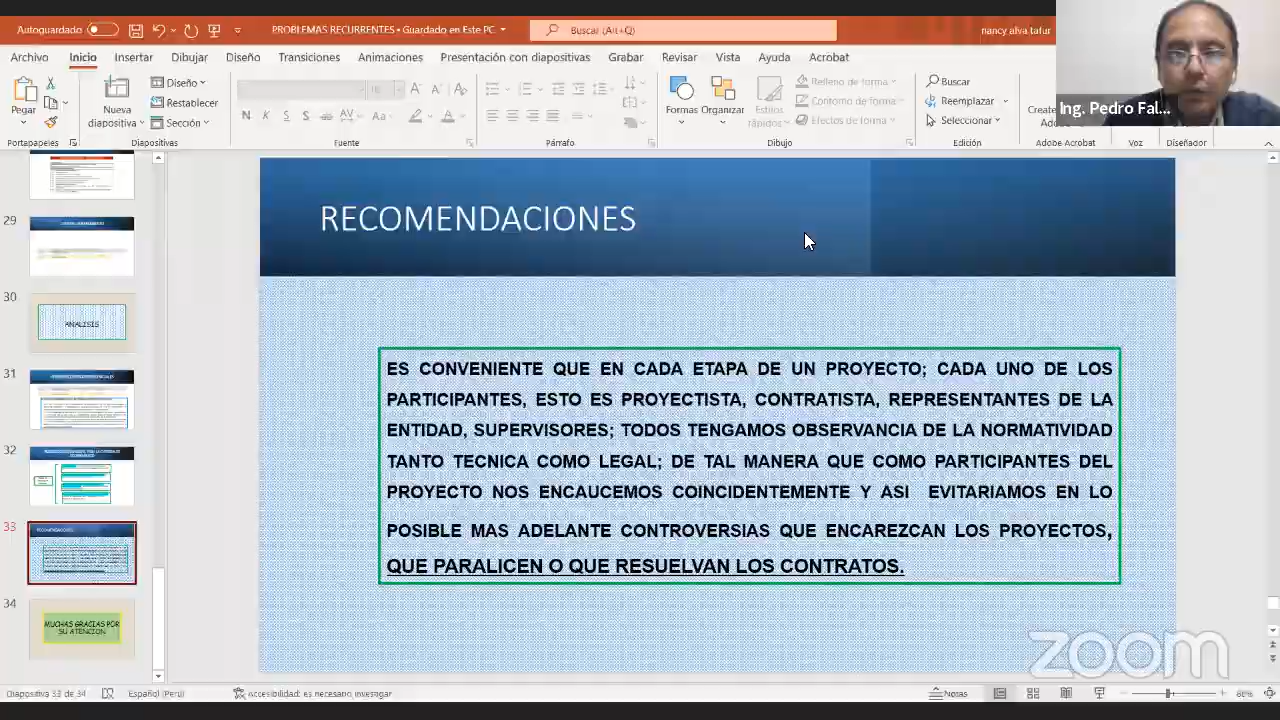 Autoguardado
PROBLEMAS RECURRENTES • Guardado en Este PC
Buscar (Alt+Q)
nancy alva tafur
Archivo Inicio Insertar Dibujar Diseño Transiciones Animaciones Presentación con diapositivas Grabar Revisar Vista Ayuda Acrobat
Pegar
Nueva diapositiva
Diseño
Restablecer
Sección
18
N K S S ab AV Aa A A
Formas
Organizar
Estilos rápidos
Relleno de forma
Contorno de forma
Efectos de forma
Buscar
Reemplazar
Seleccionar
Ing. Pedro Fal...
Portapapeles Diapositivas Fuente Párrafo Dibujo Edición Adobe Acrobat Voz Diseñador
29
30
ANALISIS
31
32
33
RECOMENDACIONES
34
MUCHAS GRACIAS POR
SU ATENCION
RECOMENDACIONES
ES CONVENIENTE QUE EN CADA ETAPA DE UN PROYECTO; CADA UNO DE LOS
PARTICIPANTES, ESTO ES PROYECTISTA, CONTRATISTA, REPRESENTANTES DE LA
ENTIDAD, SUPERVISORES; TODOS TENGAMOS OBSERVANCIA DE LA NORMATIVIDAD
TANTO TECNICA COMO LEGAL; DE TAL MANERA QUE COMO PARTICIPANTES DEL
PROYECTO NOS ENCAUCEMOS COINCIDENTEMENTE Y ASI EVITARIAMOS EN LO
POSIBLE MAS ADELANTE CONTROVERSIAS QUE ENCAREZCAN LOS PROYECTOS,
QUE PARALICEN O QUE RESUELVAN LOS CONTRATOS.
zoom
Diapositiva 33 de 34
Español (Perú)
Accesibilidad: es necesario investigar
Notas